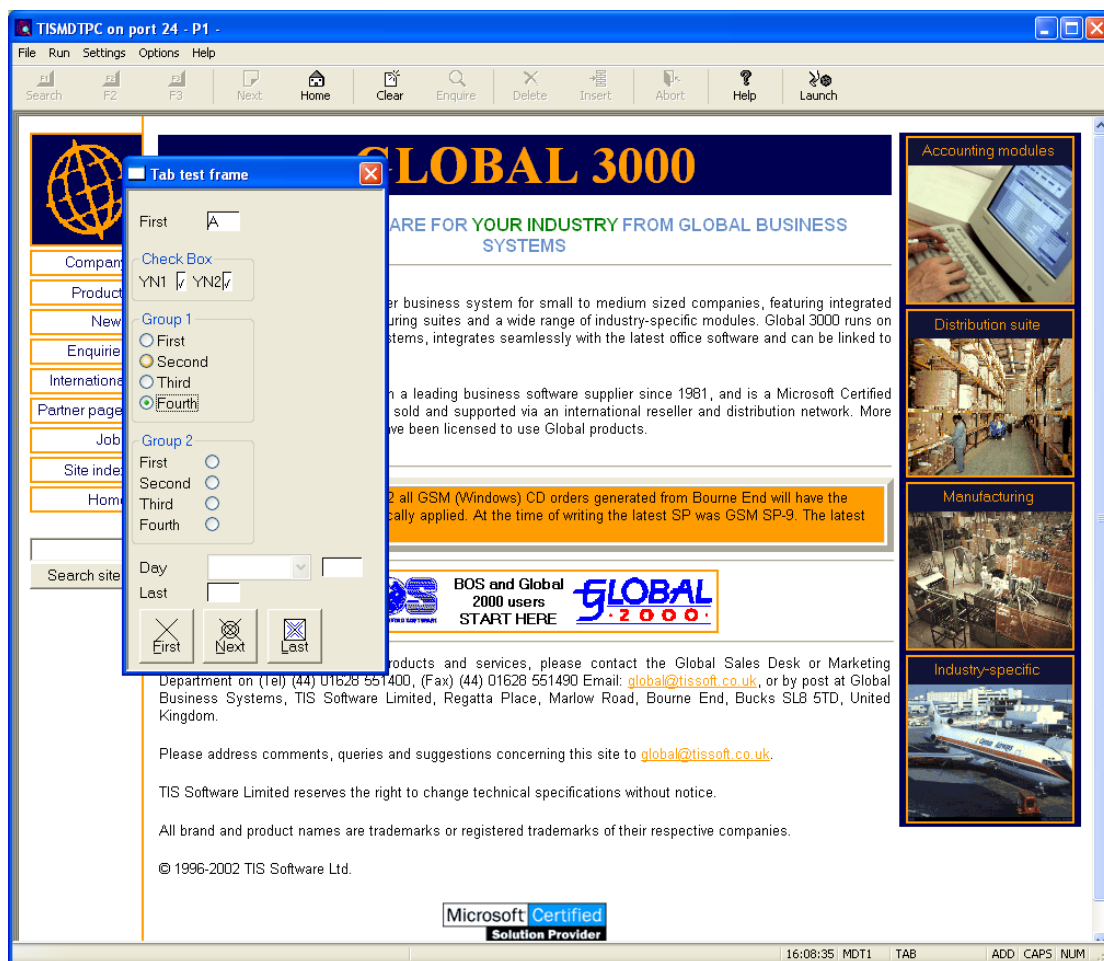 TISMDTPC on port 24 - P1 -
File Run Settings Options Help
F1 F2 F3
Search F2 F3 Next Home Clear Enquire Delete Insert Abort Help Launch
GLOBAL 3000
ARE FOR YOUR INDUSTRY FROM GLOBAL BUSINESS
SYSTEMS
Company
Product
New
Enquirie
Internationa
Partner page
Job
Site index
Home
Search site
Tab test frame
First A
Check Box
YN1 YN2
Group 1
First
Second
Third
Fourth
Group 2
First
Second
Third
Fourth
Day
Last
First Next Last
er business system for small to medium sized companies, featuring integrated
uring suites and a wide range of industry-specific modules. Global 3000 runs on
stems, integrates seamlessly with the latest office software and can be linked to
n a leading business software supplier since 1981, and is a Microsoft Certified
sold and supported via an international reseller and distribution network. More
ve been licensed to use Global products.
2 all GSM (Windows) CD orders generated from Bourne End will have the
cally applied. At the time of writing the latest SP was GSM SP-9. The latest
BOS and Global
2000 users
START HERE
GLOBAL
2000
roducts and services, please contact the Global Sales Desk or Marketing
Department on (Tel) (44) 01628 551400, (Fax) (44) 01628 551490 Email: global@tissoft.co.uk, or by post at Global
Business Systems, TIS Software Limited, Regatta Place, Marlow Road, Bourne End, Bucks SL8 5TD, United
Kingdom.
Please address comments, queries and suggestions concerning this site to global@tissoft.co.uk.
TIS Software Limited reserves the right to change technical specifications without notice.
All brand and product names are trademarks or registered trademarks of their respective companies.
© 1996-2002 TIS Software Ltd.
Microsoft Certified
Solution Provider
Accounting modules
Distribution suite
Manufacturing
Industry-specific
16:08:35 MDT1 TAB ADD CAPS NUM